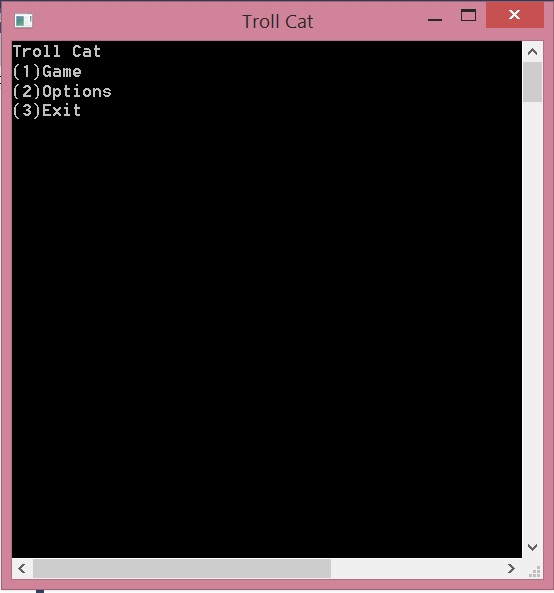 Troll Cat
Troll Cat
(1)Game
(2)Options
(3)Exit